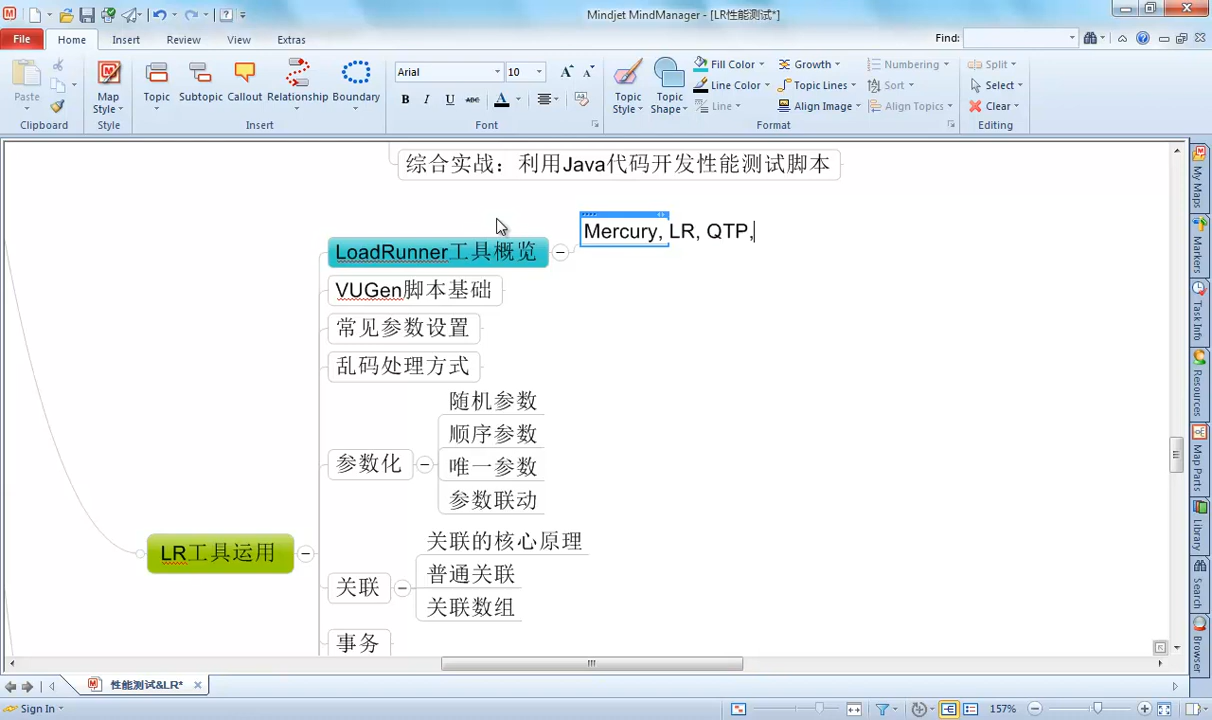 Mindjet MindManager - [LR性能测试*]
File Home Insert Review View Extras Find:
Paste Map Style Topic Subtopic Callout Relationship Boundary Arial 10 B I U abc A Topic Style Topic Shape Fill Color Line Color Line Growth Topic Lines Align Image Numbering Sort Align Topics Split Select Clear
Clipboard Style Insert Font Format Editing
综合实战：利用Java代码开发性能测试脚本
Mercury, LR, QTP,
LoadRunner工具概览
VUGen脚本基础
常见参数设置
乱码处理方式
随机参数
顺序参数
参数化
唯一参数
参数联动
关联的核心原理
LR工具运用
普通关联
关联
关联数组
事务
My Maps
Markers
Task Info
Resources
Map Parts
Library
Search
Browser
性能测试&LR*
Sign In 157%